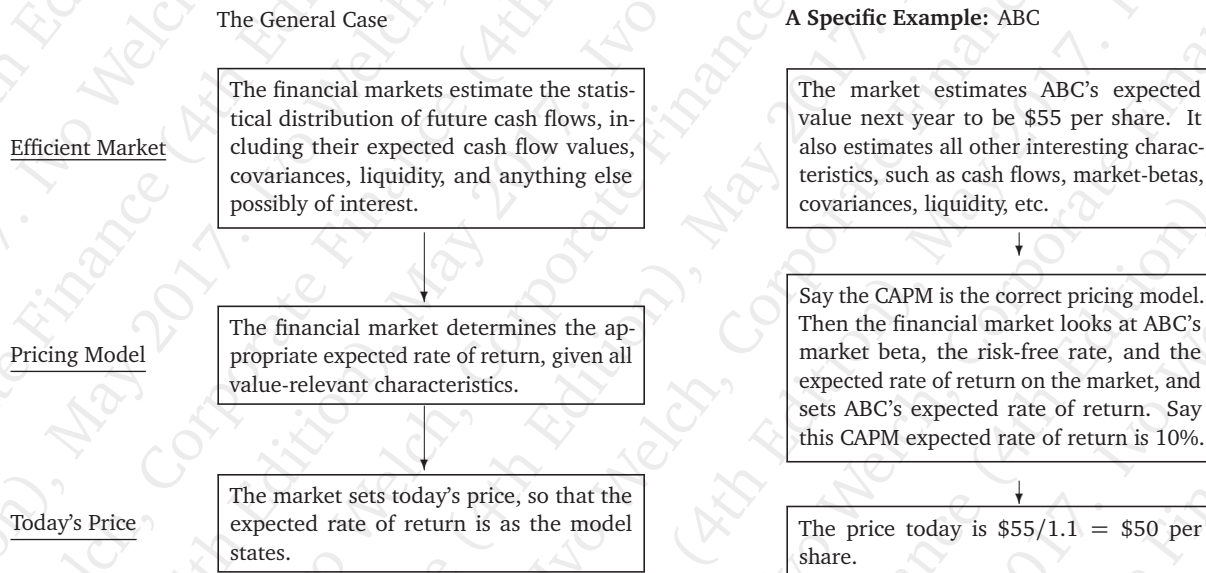 The General Case
A Specific Example: ABC
Efficient Market
The financial markets estimate the statis-
tical distribution of future cash flows, in-
cluding their expected cash flow values,
covariances, liquidity, and anything else
possibly of interest.
The market estimates ABC's expected
value next year to be $55 per share. It
also estimates all other interesting charac-
teristics, such as cash flows, market-betas,
covariances, liquidity, etc.
Pricing Model
The financial market determines the ap-
propriate expected rate of return, given all
value-relevant characteristics.
Say the CAPM is the correct pricing model.
Then the financial market looks at ABC's
market beta, the risk-free rate, and the
expected rate of return on the market, and
sets ABC's expected rate of return. Say
this CAPM expected rate of return is 10%.
Today's Price
The market sets today's price, so that the
expected rate of return is as the model
states.
The price today is $55/1.1 = $50 per
share.